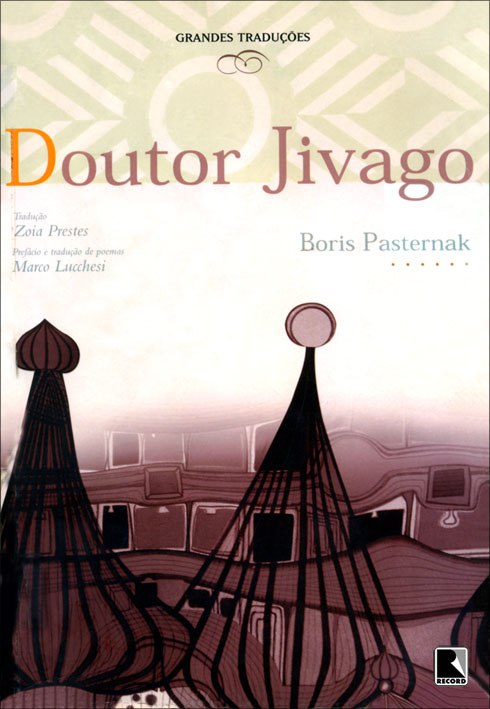 GRANDES TRADUÇÕES
Doutor Jivago
Tradução
Zoia Prestes
Prefácio e tradução de poemas
Marco Lucchesi
Boris Pasternak
RECORD